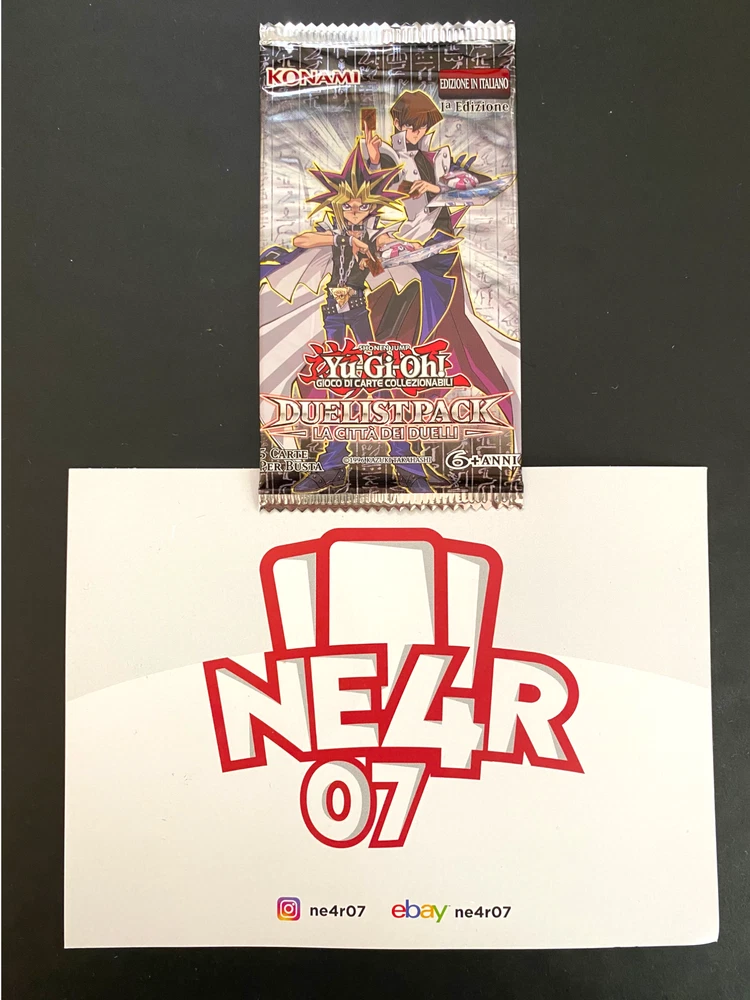 KONAMI
EDIZIONE IN ITALIANO
1ª Edizione
SHONEN JUMP
Yu-Gi-Oh!
GIOCO DI CARTE COLLEZIONABILI
DUELIST PACK
LA CITTÀ DEI DUELLI
5 CARTE
PER BUSTA
©1996 KAZUKI TAKAHASHI
6+ANNI
NE4R
07
ne4r07
ebay ne4r07